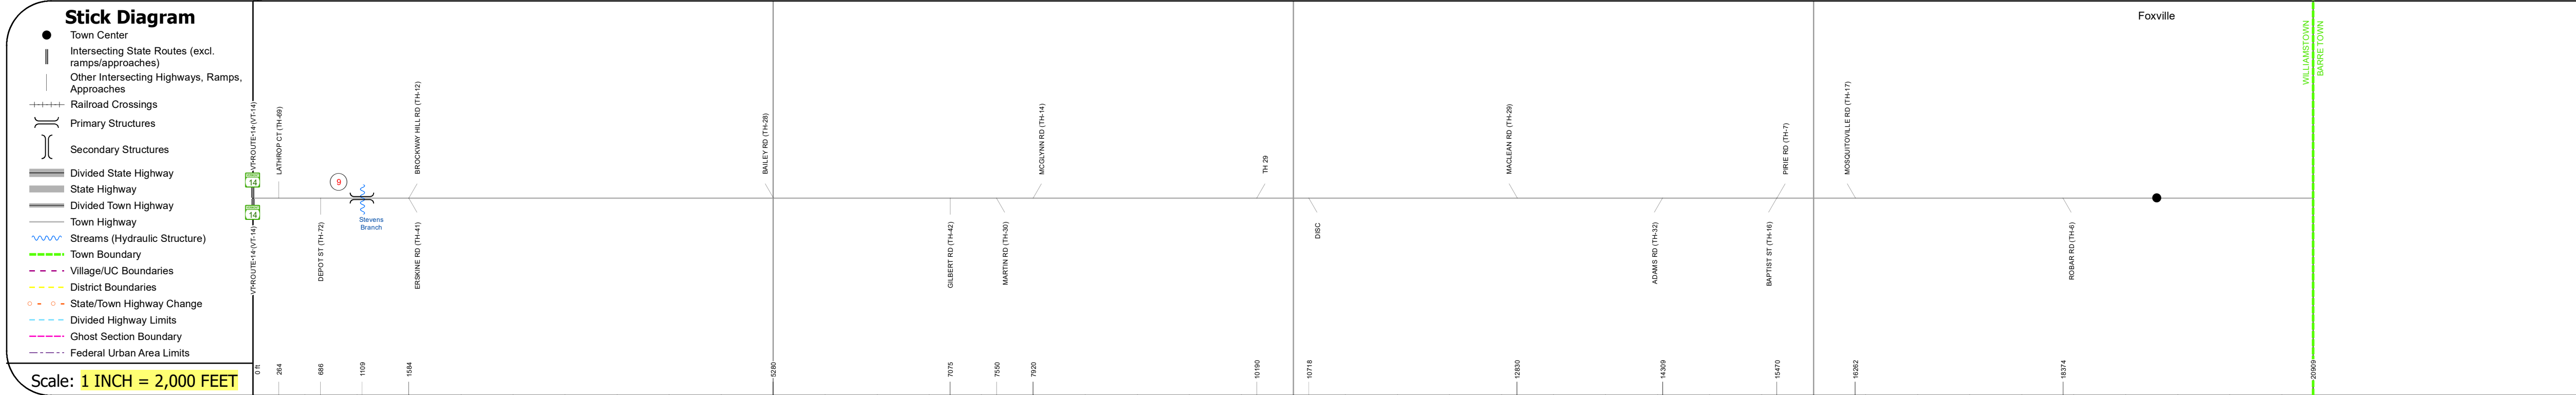 Stick Diagram
Town Center
Intersecting State Routes (excl.
ramps/approaches)
Other Intersecting Highways, Ramps,
Approaches
Railroad Crossings
Primary Structures
Secondary Structures
Divided State Highway
State Highway
Divided Town Highway
Town Highway
Streams (Hydraulic Structure)
Town Boundary
Village/UC Boundaries
District Boundaries
State/Town Highway Change
Divided Highway Limits
Ghost Section Boundary
Federal Urban Area Limits
Scale: 1 INCH = 2,000 FEET
Foxville
WILLIAMSTOWN
BARRE TOWN
VT-ROUTE-14 (VT-14)
LATHROP CT (TH-69)
BROCKWAY HILL RD (TH-12)
BAILEY RD (TH-28)
MCGLYNN RD (TH-14)
TH 29
MACLEAN RD (TH-29)
PIRIE RD (TH-7)
MOSQUITOVILLE RD (TH-17)
14
9
14
Stevens
Branch
VT-ROUTE-14 (VT-14)
DEPOT ST (TH-72)
ERSKINE RD (TH-41)
GILBERT RD (TH-42)
MARTIN RD (TH-30)
DISC
ADAMS RD (TH-32)
BAPTIST ST (TH-16)
ROBAR RD (TH-6)
0 ft
264
686
1109
1584
5280
7075
7550
7920
10190
10718
12830
14309
15470
16262
18374
20909